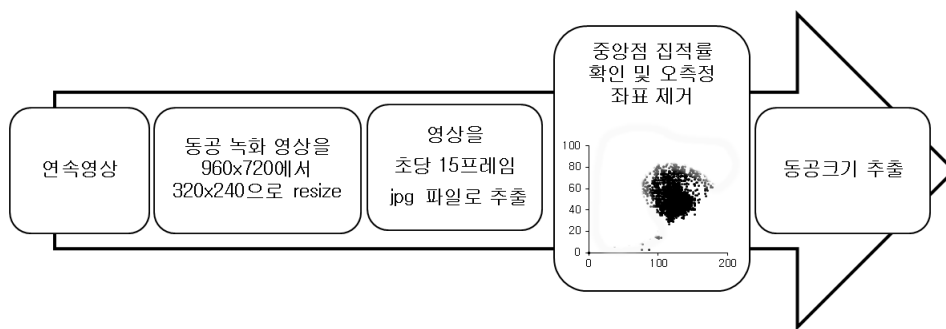 연속영상
동공 녹화 영상을
960x720에서
320x240으로 resize
영상을
초당 15프레임
jpg 파일로 추출
중앙점 집적률
확인 및 오측정
좌표 제거
100
80
60
40
20
0
0
100
200
동공크기 추출